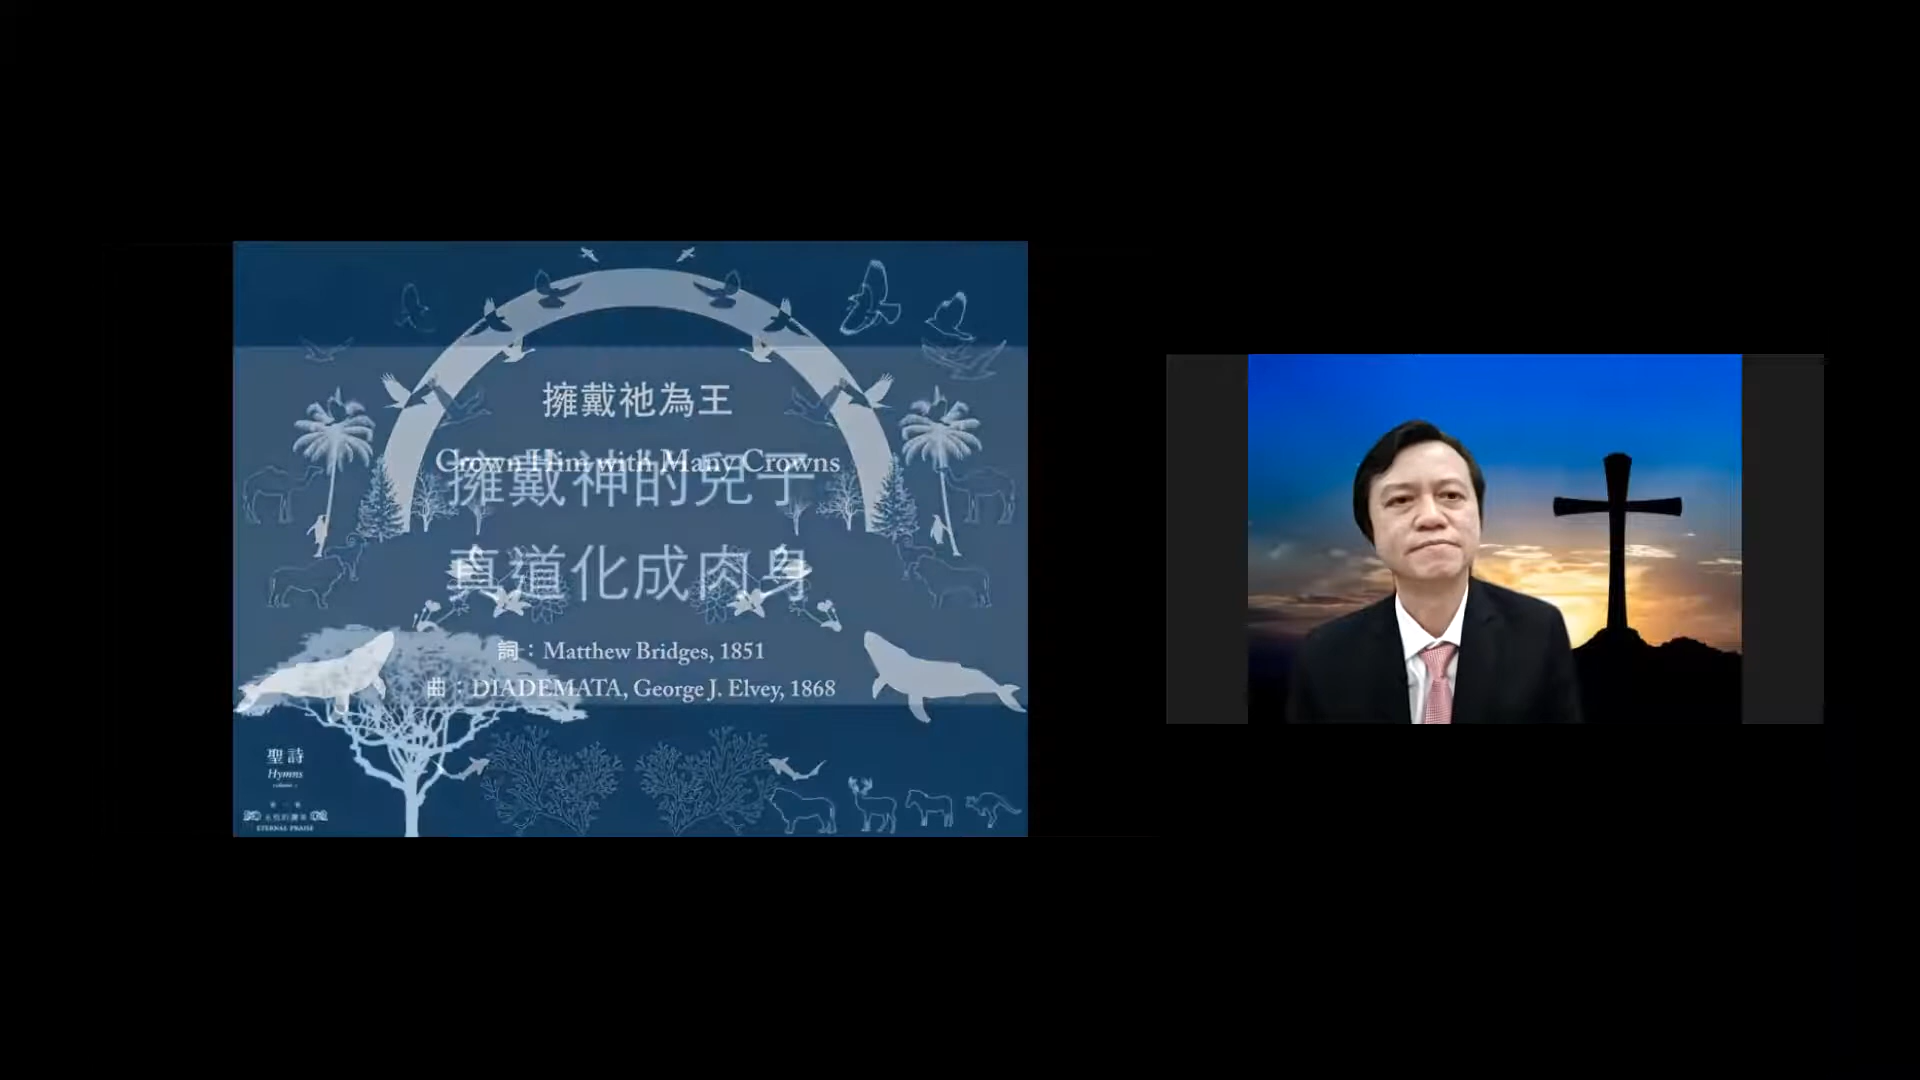 擁戴祂為王
Crown Him with Many Crowns
擁戴神的兒子
真道化成肉身
詞：Matthew Bridges, 1851
曲：DIADEMATA, George J. Elvey, 1868
聖詩
Hymns
ETERNAL PRAISE